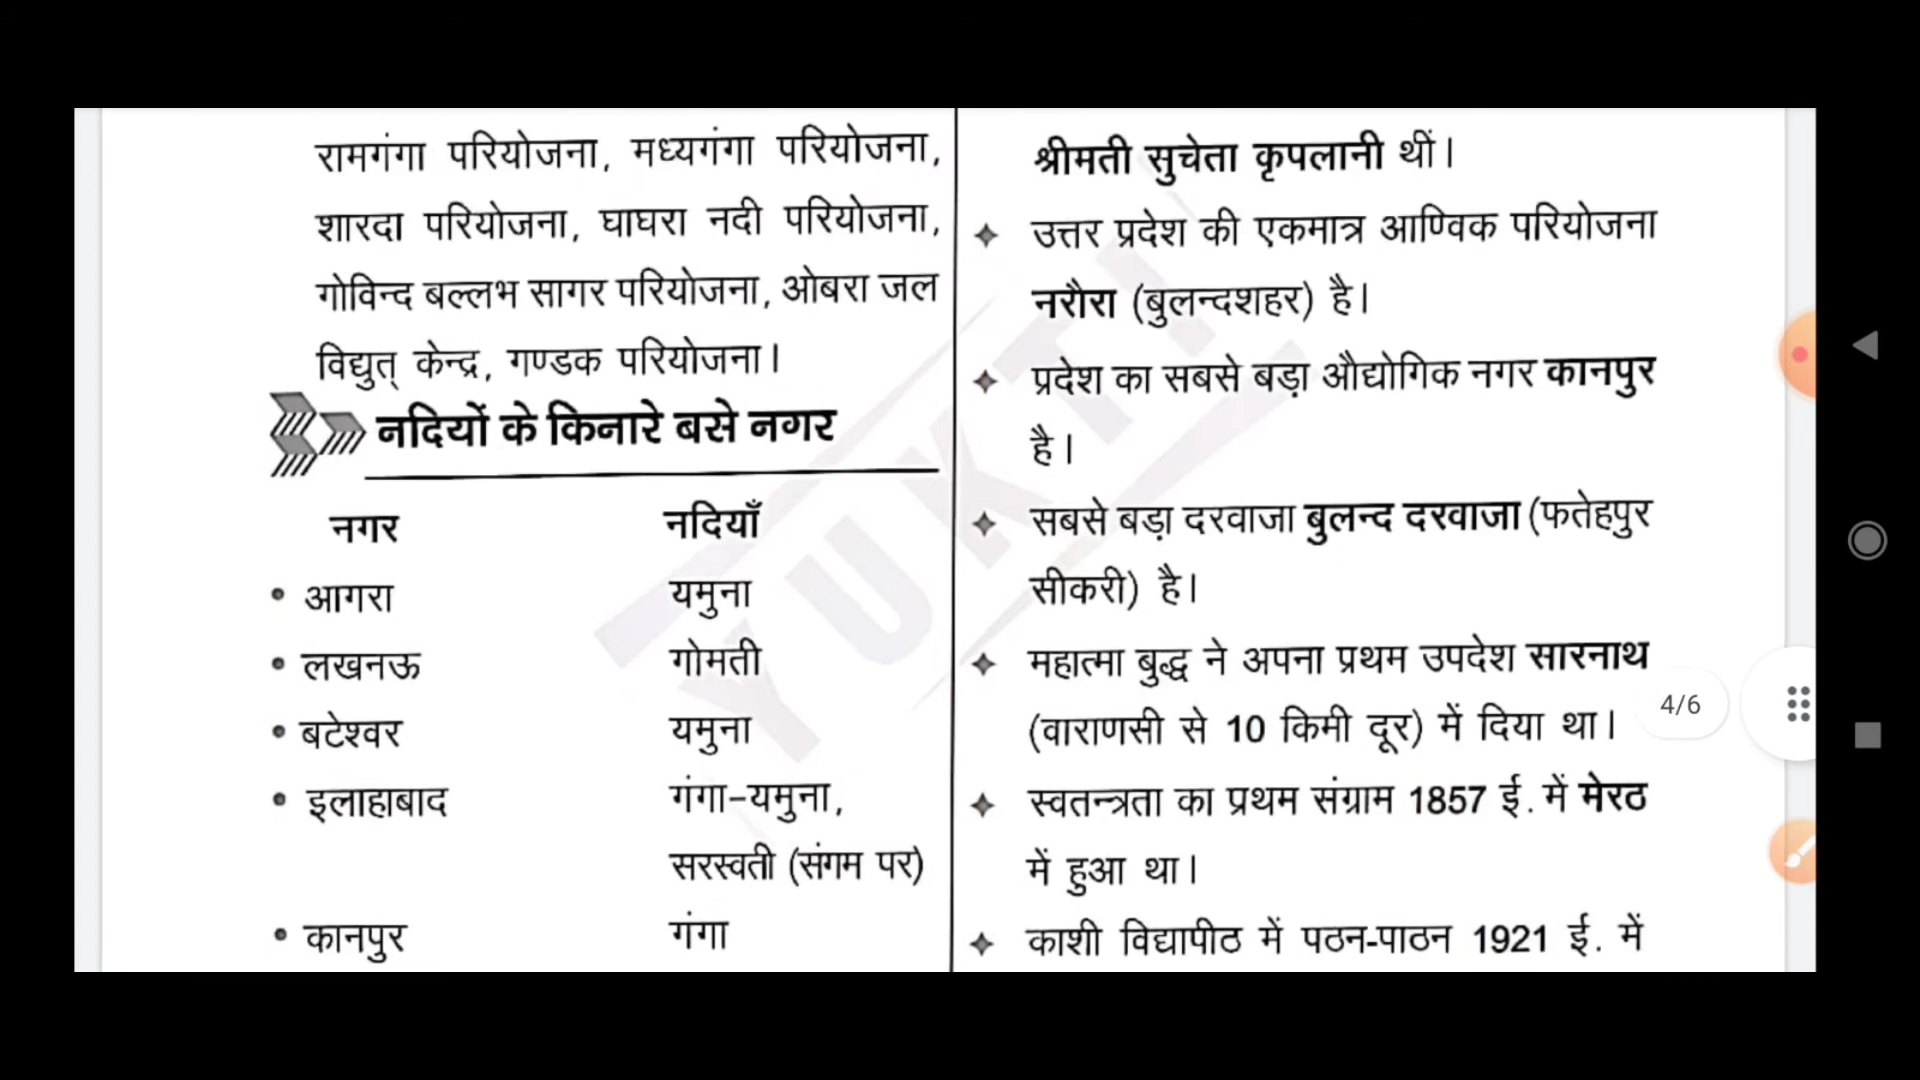 रामगंगा परियोजना, मध्यगंगा परियोजना,
शारदा परियोजना, घाघरा नदी परियोजना,
गोविन्द बल्लभ सागर परियोजना, ओबरा जल
विद्युत् केन्द्र, गण्डक परियोजना।
नदियों के किनारे बसे नगर
नगर नदियाँ
• आगरा यमुना
• लखनऊ गोमती
• बटेश्वर यमुना
• इलाहाबाद गंगा-यमुना,
सरस्वती (संगम पर)
• कानपुर गंगा
श्रीमती सुचेता कृपलानी थीं।
उत्तर प्रदेश की एकमात्र आण्विक परियोजना
नरौरा (बुलन्दशहर) है।
प्रदेश का सबसे बड़ा औद्योगिक नगर कानपुर
है।
सबसे बड़ा दरवाजा बुलन्द दरवाजा (फतेहपुर
सीकरी) है।
महात्मा बुद्ध ने अपना प्रथम उपदेश सारनाथ
(वाराणसी से 10 किमी दूर) में दिया था।
स्वतन्त्रता का प्रथम संग्राम 1857 ई. में मेरठ
में हुआ था।
काशी विद्यापीठ में पठन-पाठन 1921 ई. में
4/6
YUKTI